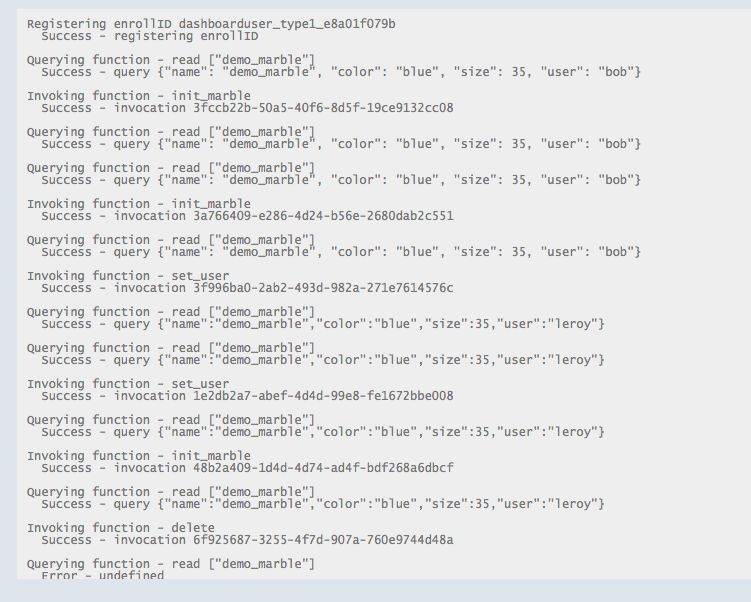 Registering enrollID dashboarduser_type1_e8a01f079b
Success - registering enrollID
Querying function - read ["demo_marble"]
Success - query {"name": "demo_marble", "color": "blue", "size": 35, "user": "bob"}
Invoking function - init_marble
Success - invocation 3fccb22b-50a5-40f6-8d5f-19ce9132cc08
Querying function - read ["demo_marble"]
Success - query {"name": "demo_marble", "color": "blue", "size": 35, "user": "bob"}
Querying function - read ["demo_marble"]
Success - query {"name": "demo_marble", "color": "blue", "size": 35, "user": "bob"}
Invoking function - init_marble
Success - invocation 3a766409-e286-4d24-b56e-2680dab2c551
Querying function - read ["demo_marble"]
Success - query {"name": "demo_marble", "color": "blue", "size": 35, "user": "bob"}
Invoking function - set_user
Success - invocation 3f996ba0-2ab2-493d-982a-271e7614576c
Querying function - read ["demo_marble"]
Success - query {"name":"demo_marble","color":"blue","size":35,"user":"leroy"}
Querying function - read ["demo_marble"]
Success - query {"name":"demo_marble","color":"blue","size":35,"user":"leroy"}
Invoking function - set_user
Success - invocation 1e2db2a7-abef-4d4d-99e8-fe1672bbe008
Querying function - read ["demo_marble"]
Success - query {"name":"demo_marble","color":"blue","size":35,"user":"leroy"}
Invoking function - init_marble
Success - invocation 48b2a409-1d4d-4d74-ad4f-bdf268a6dbcf
Querying function - read ["demo_marble"]
Success - query {"name":"demo_marble","color":"blue","size":35,"user":"leroy"}
Invoking function - delete
Success - invocation 6f925687-3255-4f7d-907a-760e9744d48a
Querying function - read ["demo_marble"]
Error - undefined